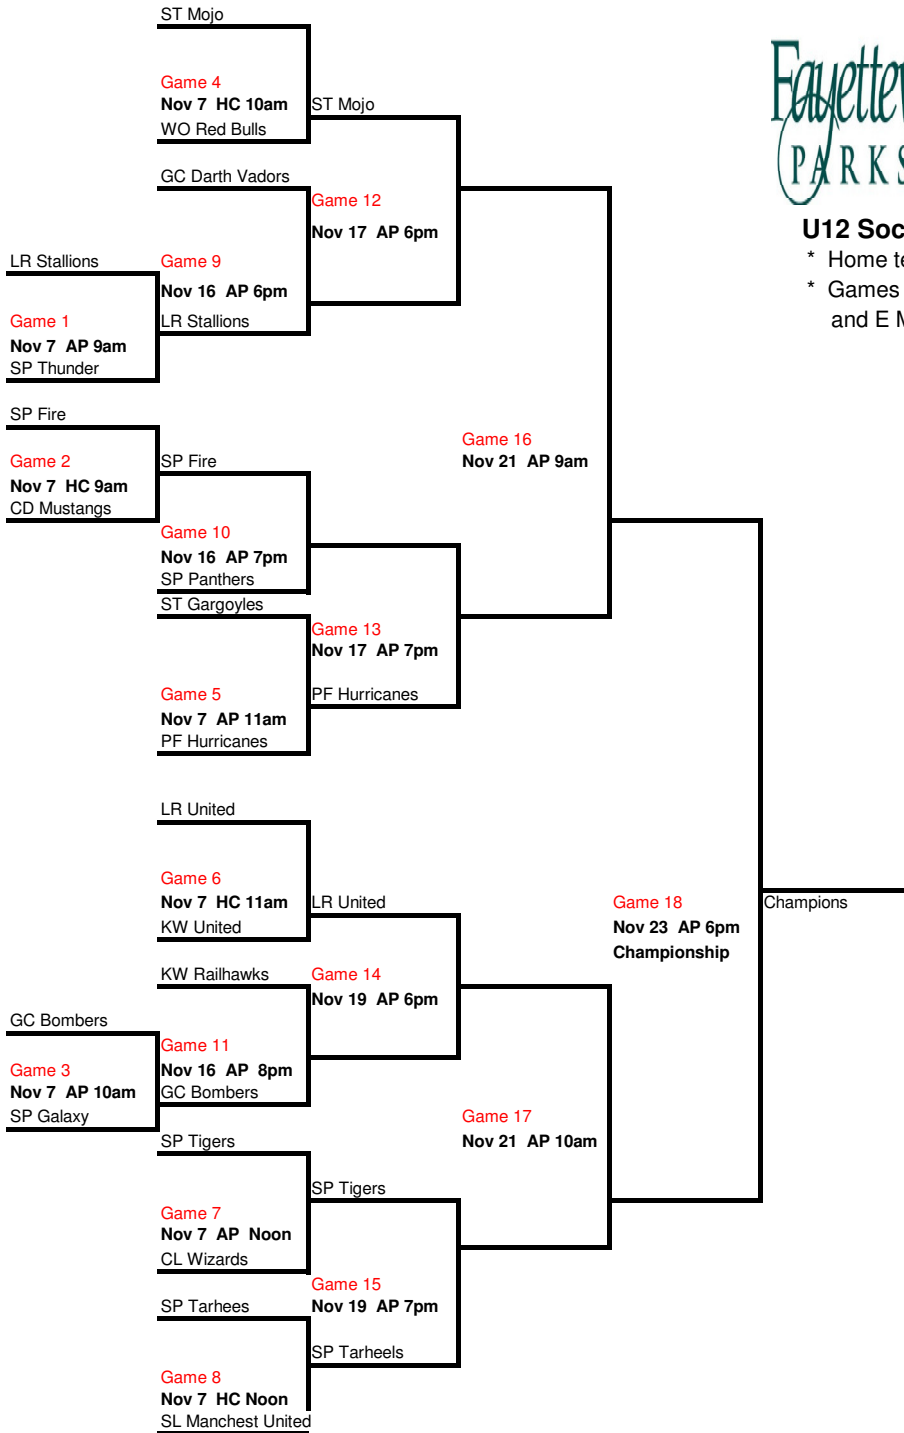 ST Mojo
Game 4
Nov 7 HC 10am
WO Red Bulls
ST Mojo
GC Darth Vadors
Game 12
Nov 17 AP 6pm
LR Stallions
Game 9
Nov 16 AP 6pm
LR Stallions
Game 1
Nov 7 AP 9am
SP Thunder
SP Fire
Game 2
Nov 7 HC 9am
CD Mustangs
SP Fire
Game 16
Nov 21 AP 9am
Game 10
Nov 16 AP 7pm
SP Panthers
ST Gargoyles
Game 13
Nov 17 AP 7pm
Game 5
Nov 7 AP 11am
PF Hurricanes
PF Hurricanes
LR United
Game 6
Nov 7 HC 11am
KW United
LR United
Game 18
Nov 23 AP 6pm
Championship
Champions
KW Railhawks
Game 14
Nov 19 AP 6pm
GC Bombers
Game 3
Nov 7 AP 10am
SP Galaxy
Game 11
Nov 16 AP 8pm
GC Bombers
Game 17
Nov 21 AP 10am
SP Tigers
SP Tigers
Game 7
Nov 7 AP Noon
CL Wizards
Game 15
Nov 19 AP 7pm
SP Tarhees
SP Tarheels
Game 8
Nov 7 HC Noon
SL Manchest United
Fayettev
PARKS
U12 Soc
* Home te
* Games
and E M